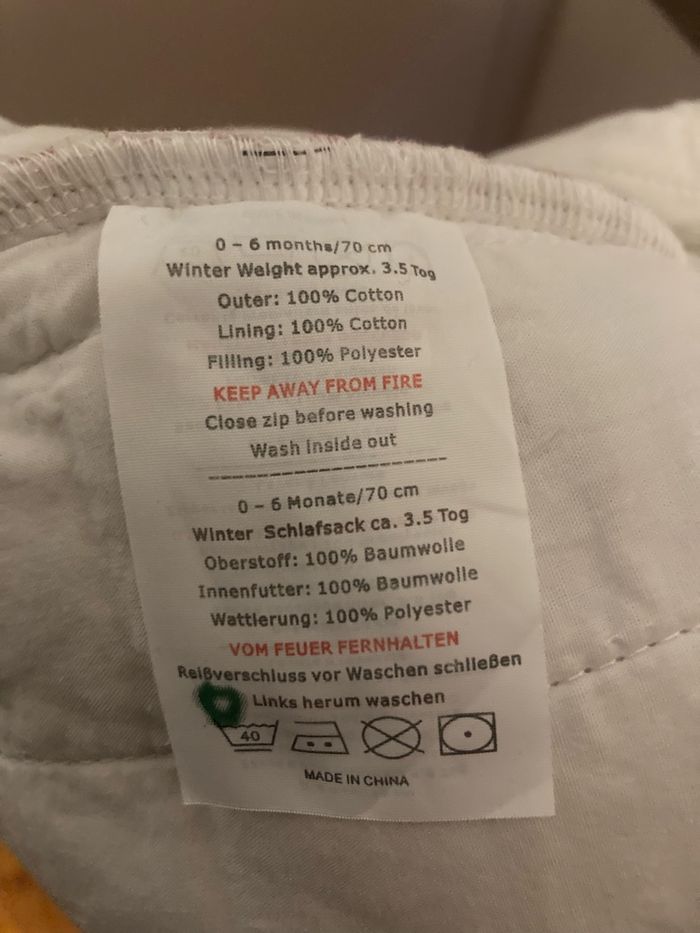 0 – 6 months/70 cm
Winter Weight approx. 3.5 Tog
Outer: 100% Cotton
Lining: 100% Cotton
Filling: 100% Polyester
KEEP AWAY FROM FIRE
Close zip before washing
Wash inside out
0 – 6 Monate/70 cm
Winter Schlafsack ca. 3.5 Tog
Oberstoff: 100% Baumwolle
Innenfutter: 100% Baumwolle
Wattierung: 100% Polyester
VOM FEUER FERNHALTEN
Reißverschluss vor Waschen schließen
Links herum waschen
40
MADE IN CHINA